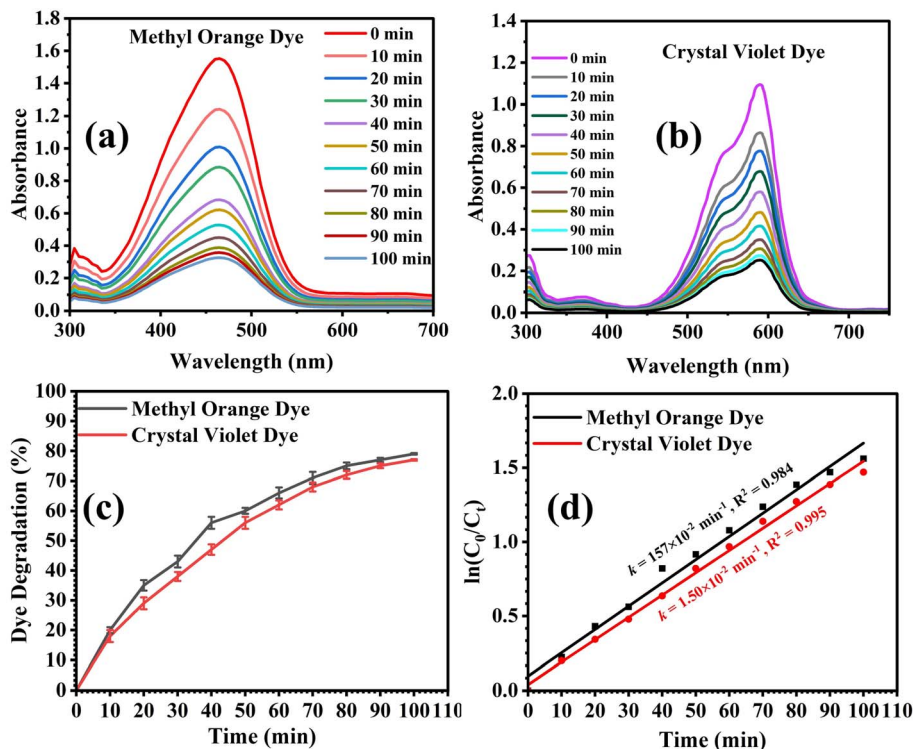 Methyl Orange Dye
(a)
0 min
10 min
20 min
30 min
40 min
50 min
60 min
70 min
80 min
90 min
100 min
Absorbance
1.8
1.6
1.4
1.2
1.0
0.8
0.6
0.4
0.2
0.0
300 400 500 600 700
Wavelength (nm)
Crystal Violet Dye
(b)
0 min
10 min
20 min
30 min
40 min
50 min
60 min
70 min
80 min
90 min
100 min
Absorbance
1.4
1.2
1.0
0.8
0.6
0.4
0.2
0.0
300 400 500 600 700
Wavelength (nm)
Methyl Orange Dye
Crystal Violet Dye
(c)
Dye Degradation (%)
100
90
80
70
60
50
40
30
20
10
0
0 10 20 30 40 50 60 70 80 90 100 110
Time (min)
Methyl Orange Dye
Crystal Violet Dye
(d)
k = 157×10⁻² min⁻¹, R² = 0.984
k = 1.50×10⁻² min⁻¹, R² = 0.995
ln(C₀/Cₜ)
2.0
1.5
1.0
0.5
0.0
0 10 20 30 40 50 60 70 80 90 100 110
Time (min)